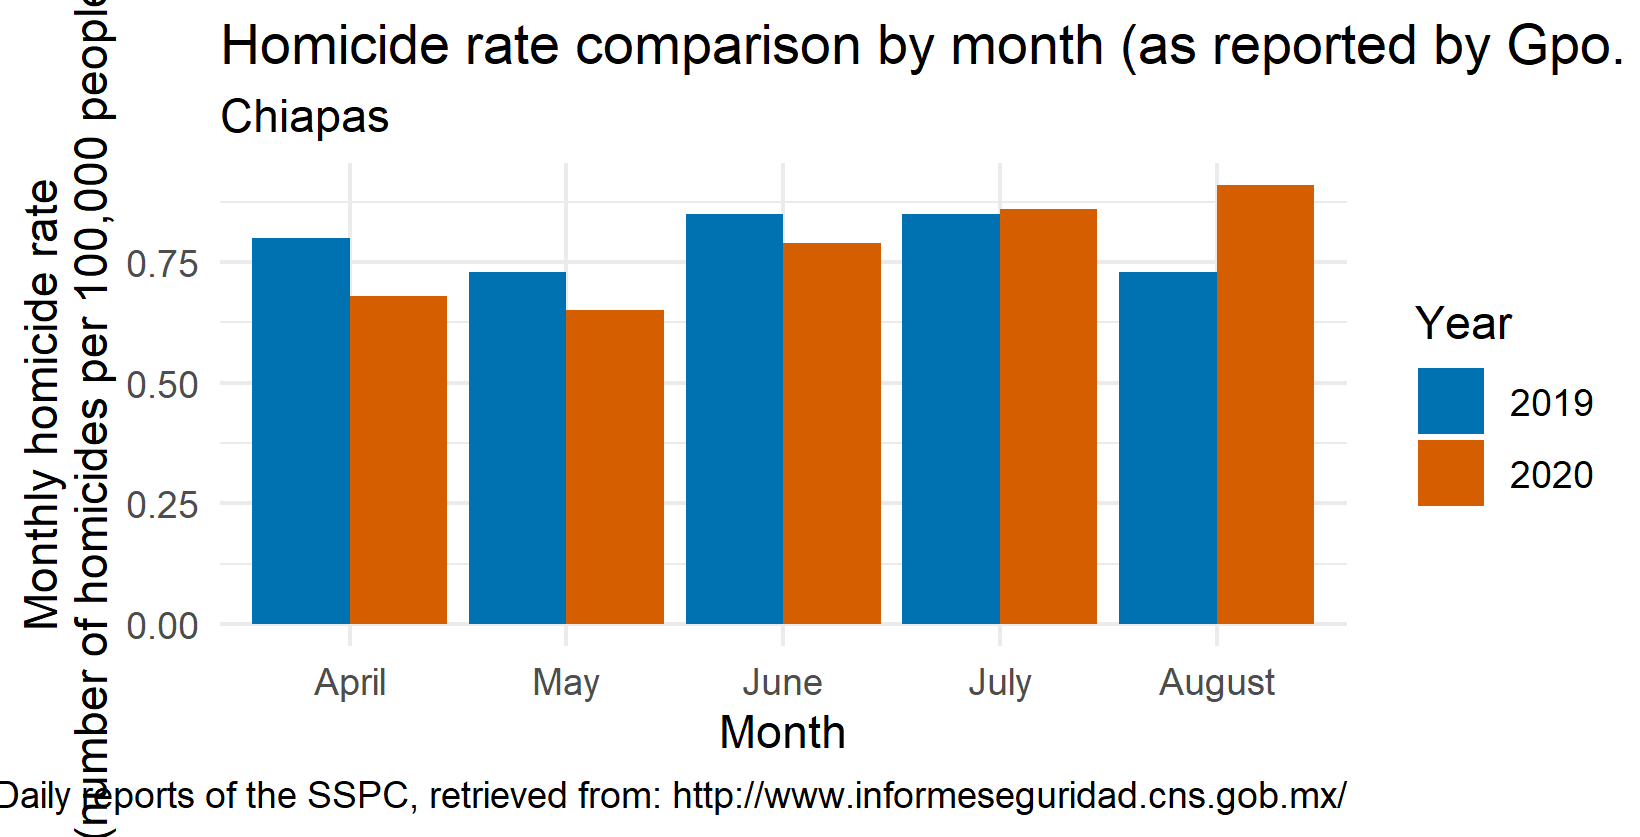 Homicide rate comparison by month (as reported by Gpo.
Chiapas
Monthly homicide rate
(number of homicides per 100,000 people
0.75
0.50
0.25
0.00
April
May
June
July
August
Month
Year
2019
2020
Daily reports of the SSPC, retrieved from: http://www.informeseguridad.cns.gob.mx/